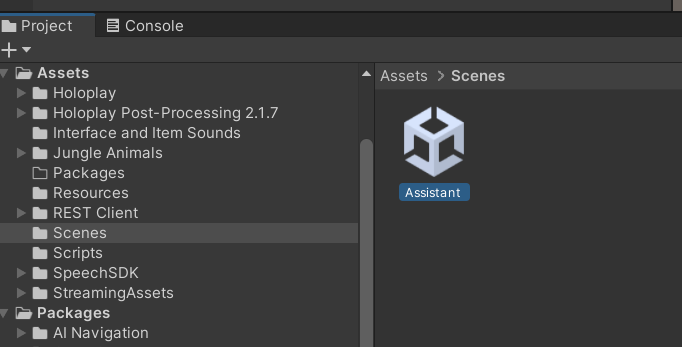 Project
Console
Assets
Holoplay
Holoplay Post-Processing 2.1.7
Interface and Item Sounds
Jungle Animals
Packages
Resources
REST Client
Scenes
Scripts
SpeechSDK
StreamingAssets
Packages
AI Navigation
Assets > Scenes
Assistant